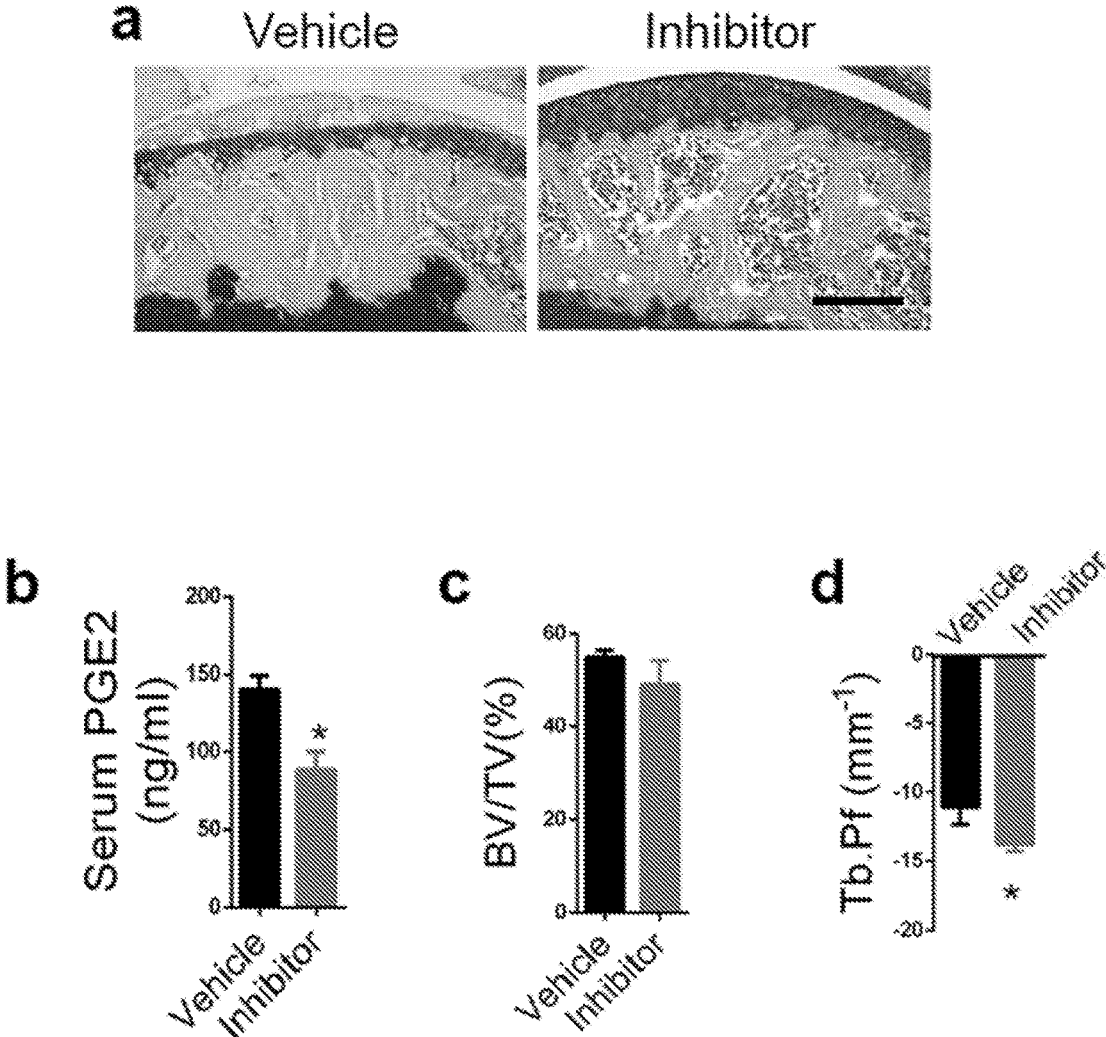 a
Vehicle
Inhibitor
b
Serum PGE2
(ng/ml)
200
150
100
50
0
*
Vehicle
Inhibitor
c
BV/TV(%)
60
40
20
0
Vehicle
Inhibitor
d
Vehicle
Inhibitor
Tb.Pf (mm⁻¹)
0
-5
-10
-15
-20
*